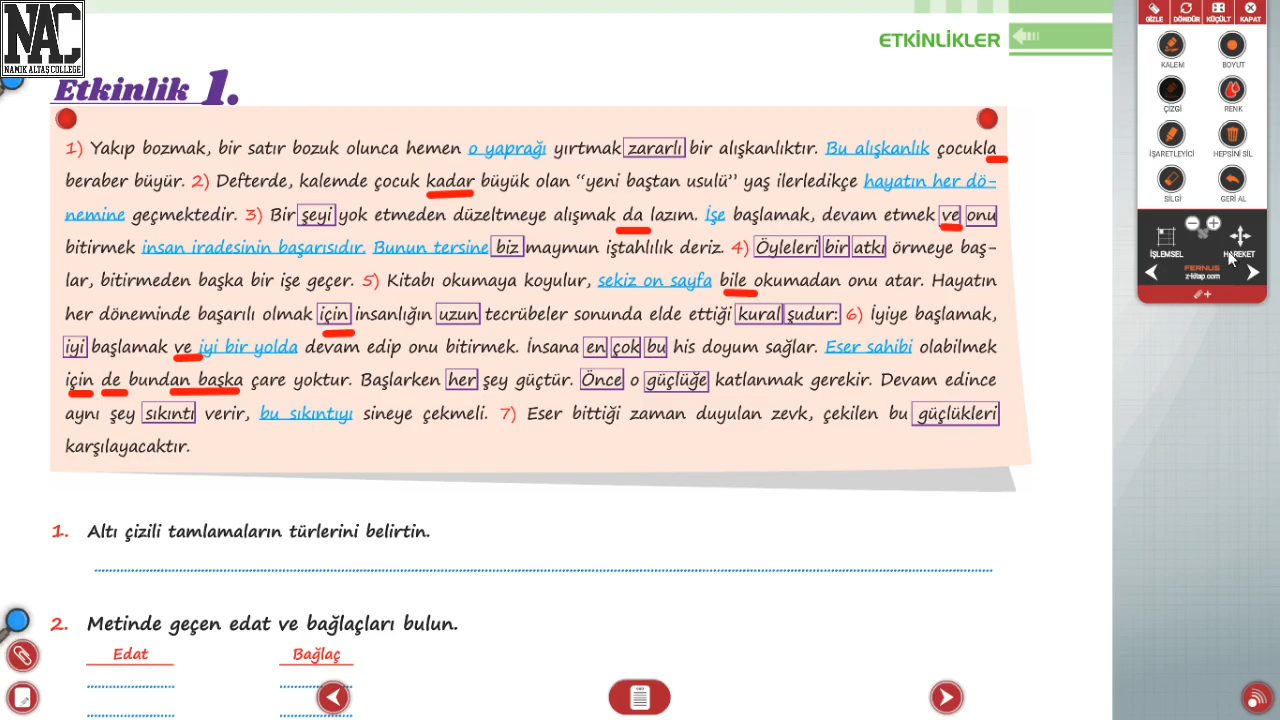 NAC
NAMIK ALTAS COLLEGE
ETKİNLİKLER
Etkinlik 1.
1) Yakıp bozmak, bir satır bozuk olunca hemen o yaprağı yırtmak zararlı bir alışkanlıktır. Bu alışkanlık çocukla
beraber büyür. 2) Defterde, kalemde çocuk kadar büyük olan “yeni baştan usulü” yaş ilerledikçe hayatın her dö-
nemine geçmektedir. 3) Bir şeyi yok etmeden düzeltmeye alışmak da lazım. İşe başlamak, devam etmek ve onu
bitirmek insan iradesinin başarısıdır. Bunun tersine biz maymun iştahlılık deriz. 4) Öyleleri bir atkı örmeye baş-
lar, bitirmeden başka bir işe geçer. 5) Kitabı okumaya koyulur, sekiz on sayfa bile okumadan onu atar. Hayatın
her döneminde başarılı olmak için insanlığın uzun tecrübeler sonunda elde ettiği kural şudur: 6) İyiye başlamak,
iyi başlamak ve iyi bir yolda devam edip onu bitirmek. İnsana en çok bu his doyum sağlar. Eser sahibi olabilmek
için de bundan başka çare yoktur. Başlarken her şey güçtür. Önce o güçlüğe katlanmak gerekir. Devam edince
aynı şey sıkıntı verir, bu sıkıntıyı sineye çekmeli. 7) Eser bittiği zaman duyulan zevk, çekilen bu güçlükleri
karşılayacaktır.
1. Altı çizili tamlamaların türlerini belirtin.
2. Metinde geçen edat ve bağlaçları bulun.
Edat Bağlaç
GİZLE DÖNDÜR KÜÇÜLT KAPAT
KALEM BOYUT
ÇİZGİ RENK
İŞARETLEYİCİ HEPSİNİ SİL
SİLGİ GERİ AL
İŞLEMSEL HAREKET
FERNUS
z-kitap.com